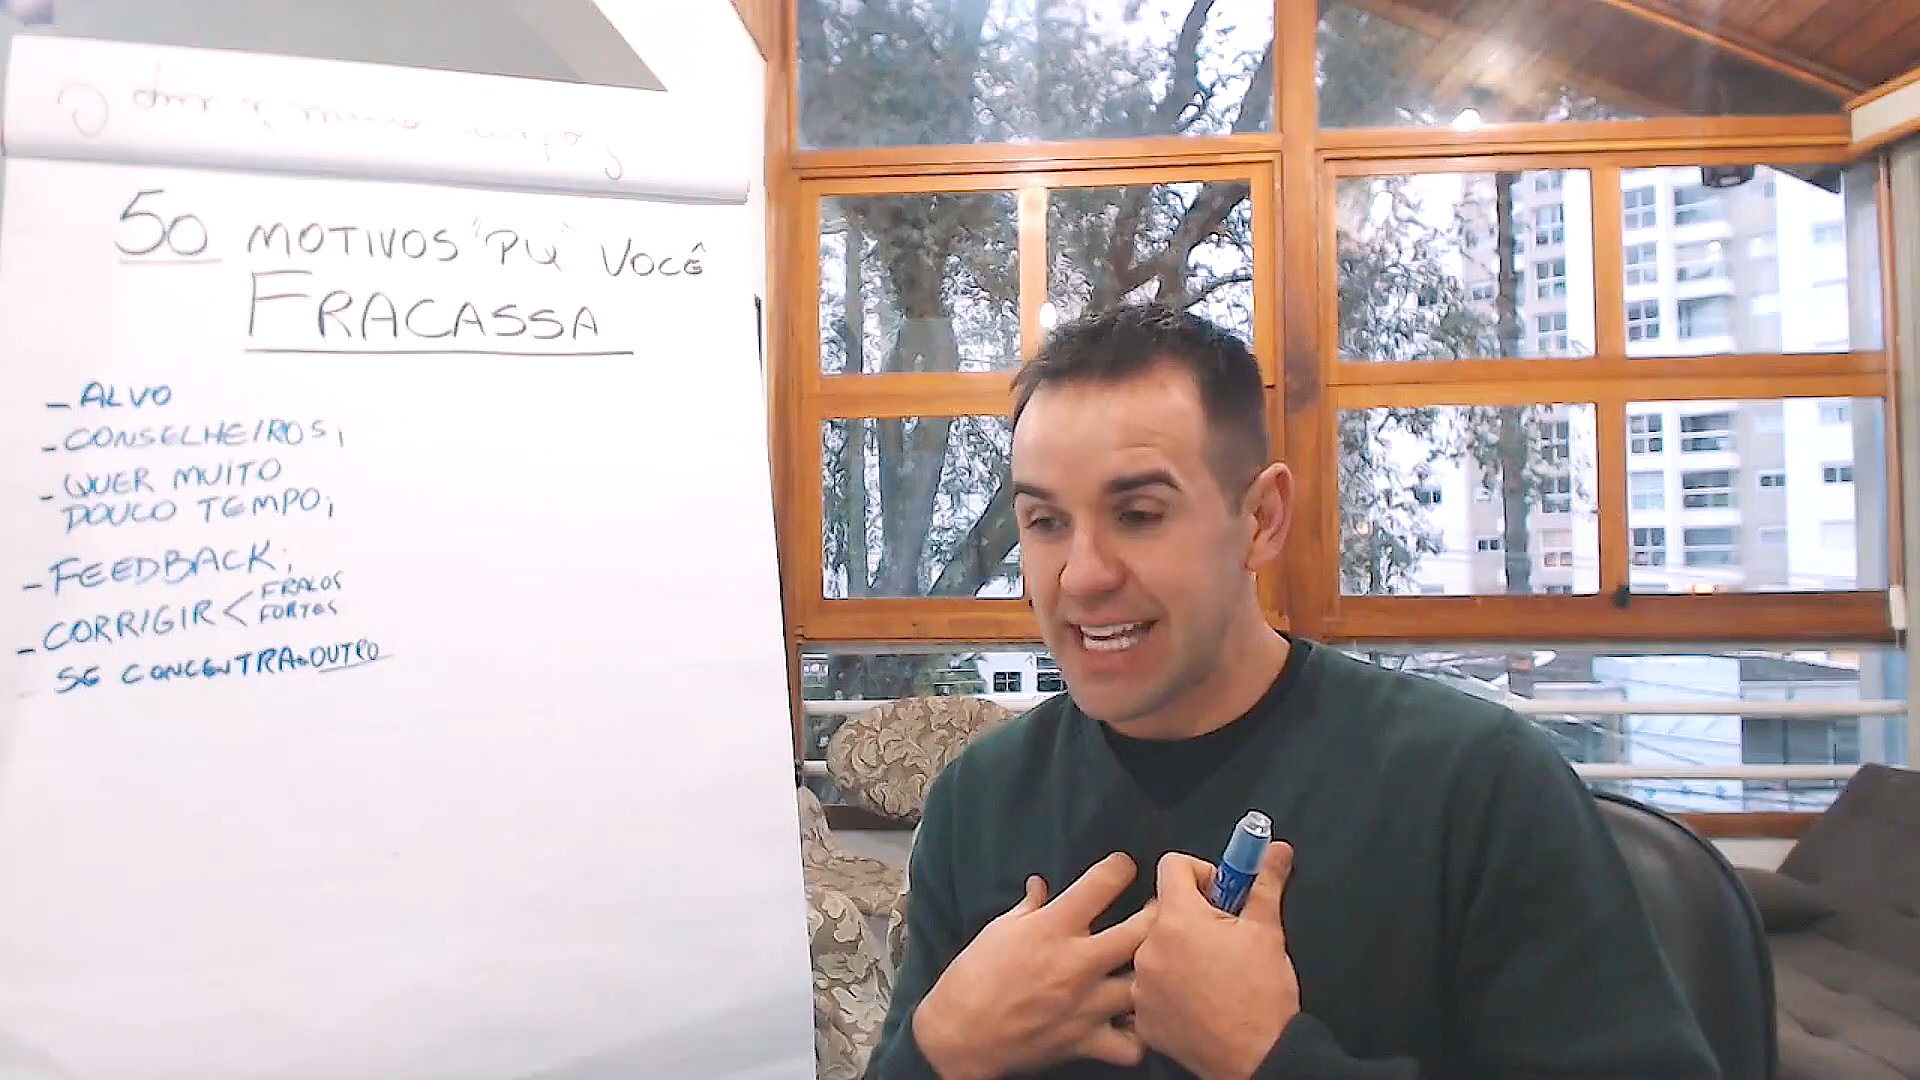 50 MOTIVOS "PQ" VOCÊ
FRACASSA
- ALVO
- CONSELHEIROS;
- QUER MUITO
POUCO TEMPO;
- FEEDBACK;
- CORRIGIR < FRACOS
FORTES
SE CONCENTRA OUTRO